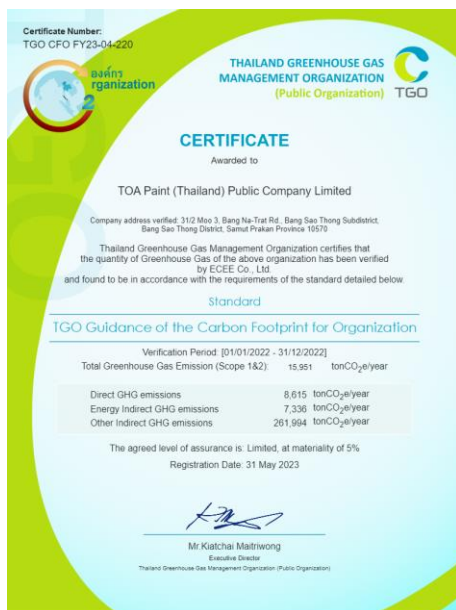 Certificate Number:
TGO CFO FY23-04-220
องค์กร
rganization
2
THAILAND GREENHOUSE GAS
MANAGEMENT ORGANIZATION
(Public Organization)
TGO
CERTIFICATE
Awarded to
TOA Paint (Thailand) Public Company Limited
Company address verified: 31/2 Moo 3, Bang Na-Trat Rd., Bang Sao Thong Subdistrict,
Bang Sao Thong District, Samut Prakan Province 10570
Thailand Greenhouse Gas Management Organization certifies that
the quantity of Greenhouse Gas of the above organization has been verified
by ECEE Co., Ltd.
and found to be in accordance with the requirements of the standard detailed below.
Standard
TGO Guidance of the Carbon Footprint for Organization
Verification Period: [01/01/2022 - 31/12/2022]
Total Greenhouse Gas Emission (Scope 1&2): 15,951 tonCO2e/year
Direct GHG emissions 8,615 tonCO2e/year
Energy Indirect GHG emissions 7,336 tonCO2e/year
Other Indirect GHG emissions 261,994 tonCO2e/year
The agreed level of assurance is: Limited, at materiality of 5%
Registration Date: 31 May 2023
Mr.Kiatchai Maitriwong
Executive Director
Thailand Greenhouse Gas Management Organization (Public Organization)